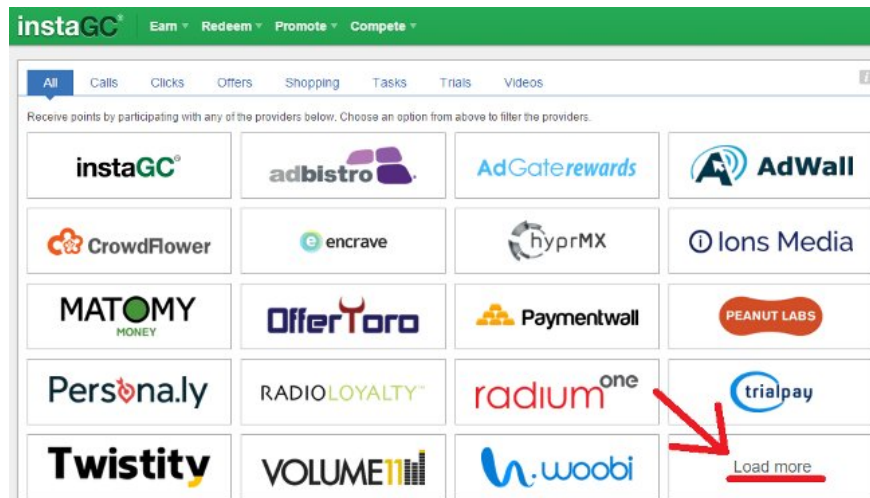 instaGC®
Earn Redeem Promote Compete
All Calls Clicks Offers Shopping Tasks Trials Videos
Receive points by participating with any of the providers below. Choose an option from above to filter the providers.
instaGC® adbistro AdGate rewards AdWall
CrowdFlower encrave hyprMX Ions Media
MATOMY MONEY OfferToro Paymentwall PEANUT LABS
Persona.ly RADIOLOYALTY™ radiumone trialpay
Twistity VOLUME11 woobi Load more